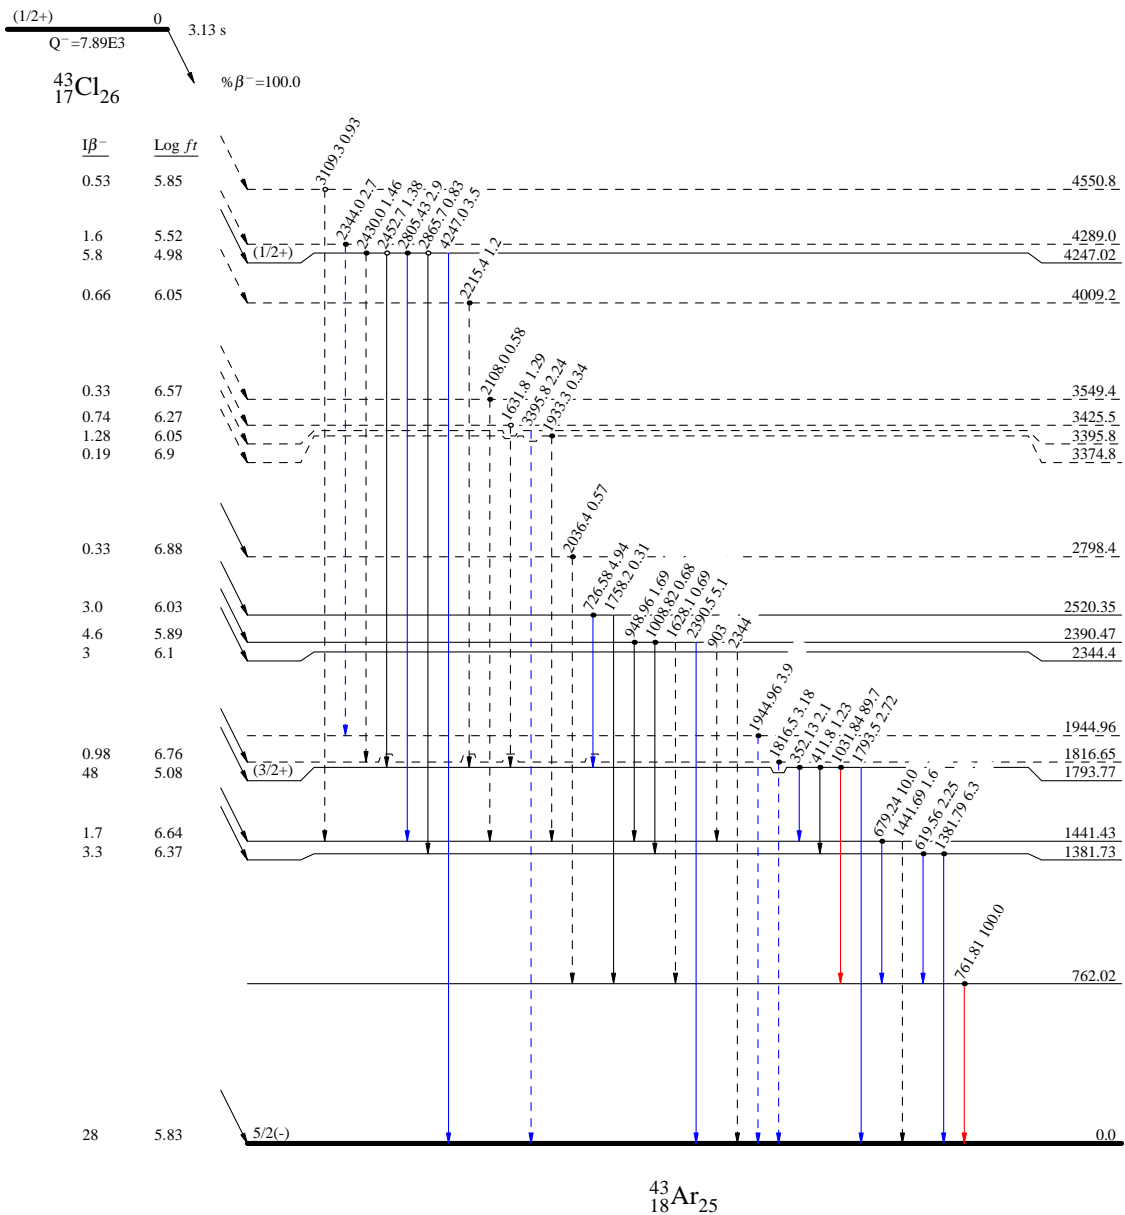 (1/2+) 0
3.13 s
Q−=7.89E3
43
17Cl26
%β−=100.0
Iβ− Log ft
3109.3 0.93
0.53 5.85 4550.8
2344.0 2.7
2430.0 1.46
2452.7 1.38
2805.43 2.9
2865.7 0.83
4247.0 3.5
1.6 5.52 4289.0
5.8 4.98 (1/2+) 4247.02
2215.4 1.2
0.66 6.05 4009.2
2108.0 0.58
0.33 6.57 3549.4
1631.8 1.29
3395.8 2.24
1933.3 0.34
0.74 6.27 3425.5
1.28 6.05 3395.8
0.19 6.9 3374.8
2036.4 0.57
0.33 6.88 2798.4
726.58 4.94
1758.2 0.31
3.0 6.03 2520.35
948.96 1.69
1008.82 0.68
1628.1 0.69
2390.5 5.1
4.6 5.89 2390.47
903
2344
3 6.1 2344.4
1944.96 3.9
1944.96
1816.5 3.18
0.98 6.76 1816.65
352.13 2.1
411.8 1.23
1031.84 89.7
1793.5 2.72
48 5.08 (3/2+) 1793.77
679.24 10.0
1441.69 1.6
1.7 6.64 1441.43
619.56 2.25
1381.79 6.3
3.3 6.37 1381.73
761.81 100.0
762.02
28 5.83 5/2(-) 0.0
43
18Ar25